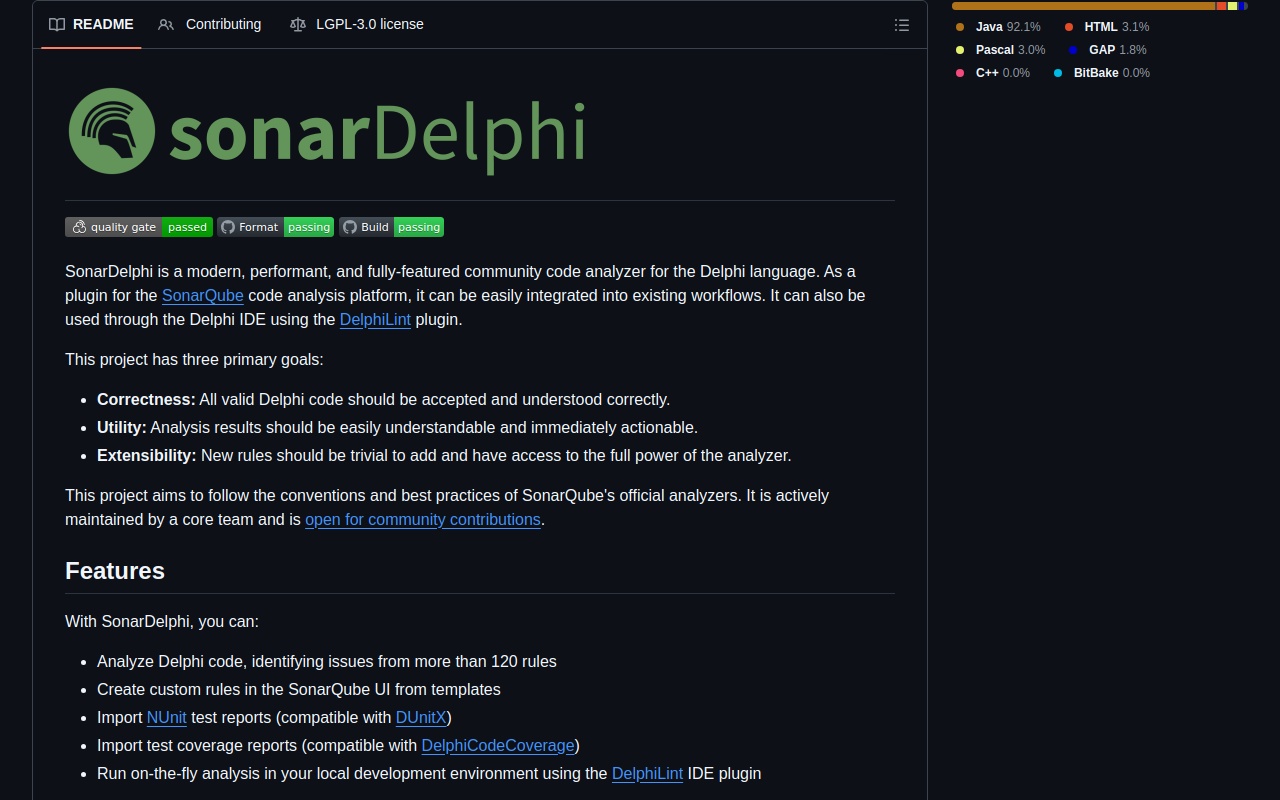 README
Contributing
LGPL-3.0 license
sonarDelphi
quality gate passed
Format passing
Build passing
SonarDelphi is a modern, performant, and fully-featured community code analyzer for the Delphi language. As a
plugin for the SonarQube code analysis platform, it can be easily integrated into existing workflows. It can also be
used through the Delphi IDE using the DelphiLint plugin.
This project has three primary goals:
Correctness: All valid Delphi code should be accepted and understood correctly.
Utility: Analysis results should be easily understandable and immediately actionable.
Extensibility: New rules should be trivial to add and have access to the full power of the analyzer.
This project aims to follow the conventions and best practices of SonarQube's official analyzers. It is actively
maintained by a core team and is open for community contributions.
Features
With SonarDelphi, you can:
Analyze Delphi code, identifying issues from more than 120 rules
Create custom rules in the SonarQube UI from templates
Import NUnit test reports (compatible with DUnitX)
Import test coverage reports (compatible with DelphiCodeCoverage)
Run on-the-fly analysis in your local development environment using the DelphiLint IDE plugin
Java 92.1%
HTML 3.1%
Pascal 3.0%
GAP 1.8%
C++ 0.0%
BitBake 0.0%